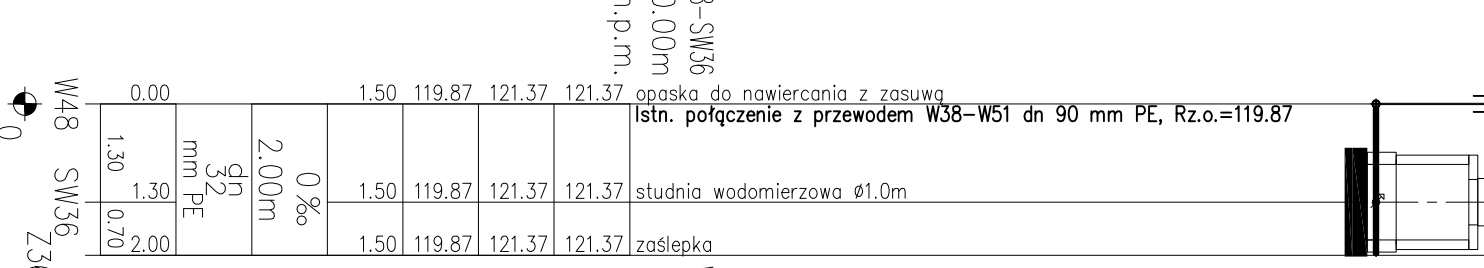 -SW36
0.00m
n.p.m.
W48 0.00 1.50 119.87 121.37 121.37 opaska do nawiercania z zasuwą
Istn. połączenie z przewodem W38-W51 dn 90 mm PE, Rz.o.=119.87
1.30
dn
32
mm PE
0 ‰
2.000m
SW36 1.30 1.50 119.87 121.37 121.37 studnia wodomierzowa ø1.0m
0.70
2.00 1.50 119.87 121.37 121.37 zaślepka